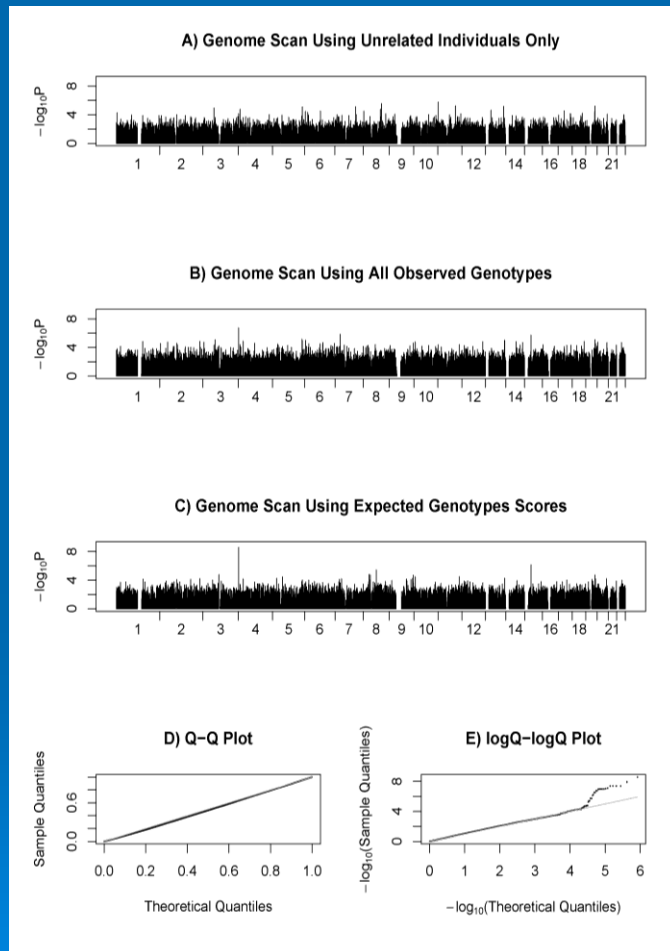 A) Genome Scan Using Unrelated Individuals Only
−log10P
8
4
0
1 2 3 4 5 6 7 8 9 10 12 14 16 18 21
B) Genome Scan Using All Observed Genotypes
−log10P
8
4
0
1 2 3 4 5 6 7 8 9 10 12 14 16 18 21
C) Genome Scan Using Expected Genotypes Scores
−log10P
8
4
0
1 2 3 4 5 6 7 8 9 10 12 14 16 18 21
D) Q−Q Plot
Sample Quantiles
0.6
0.0
0.0 0.2 0.4 0.6 0.8 1.0
Theoretical Quantiles
E) logQ−logQ Plot
−log10(Sample Quantiles)
8
4
0
0 1 2 3 4 5 6
−log10(Theoretical Quantiles)